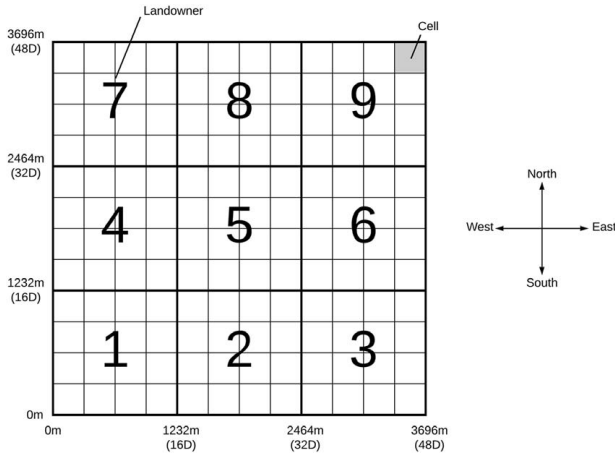 Landowner
Cell
3696m
(48D)
7 8 9
2464m
(32D)
North
4 5 6
West East
South
1232m
(16D)
1 2 3
0m
0m 1232m 2464m 3696m
(16D) (32D) (48D)